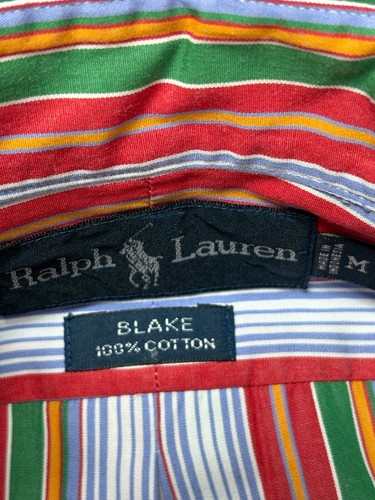 Ralph Lauren
M
BLAKE
100% COTTON